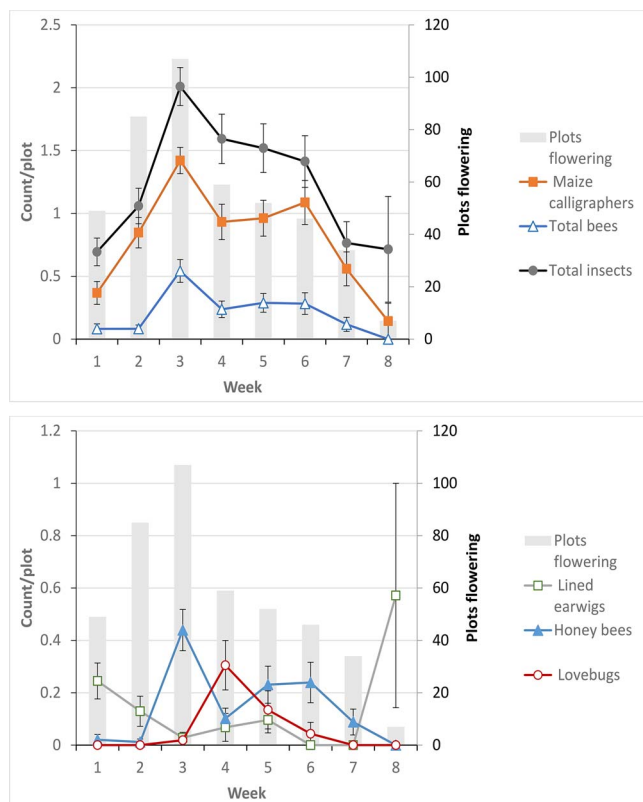 2.5
2
1.5
1
0.5
0
Count/plot
120
100
80
60
40
20
0
Plots flowering
1 2 3 4 5 6 7 8
Week
Plots
flowering
Maize
calligraphers
Total bees
Total insects
1.2
1
0.8
0.6
0.4
0.2
0
Count/plot
120
100
80
60
40
20
0
Plots flowering
1 2 3 4 5 6 7 8
Week
Plots
flowering
Lined
earwigs
Honey bees
Lovebugs